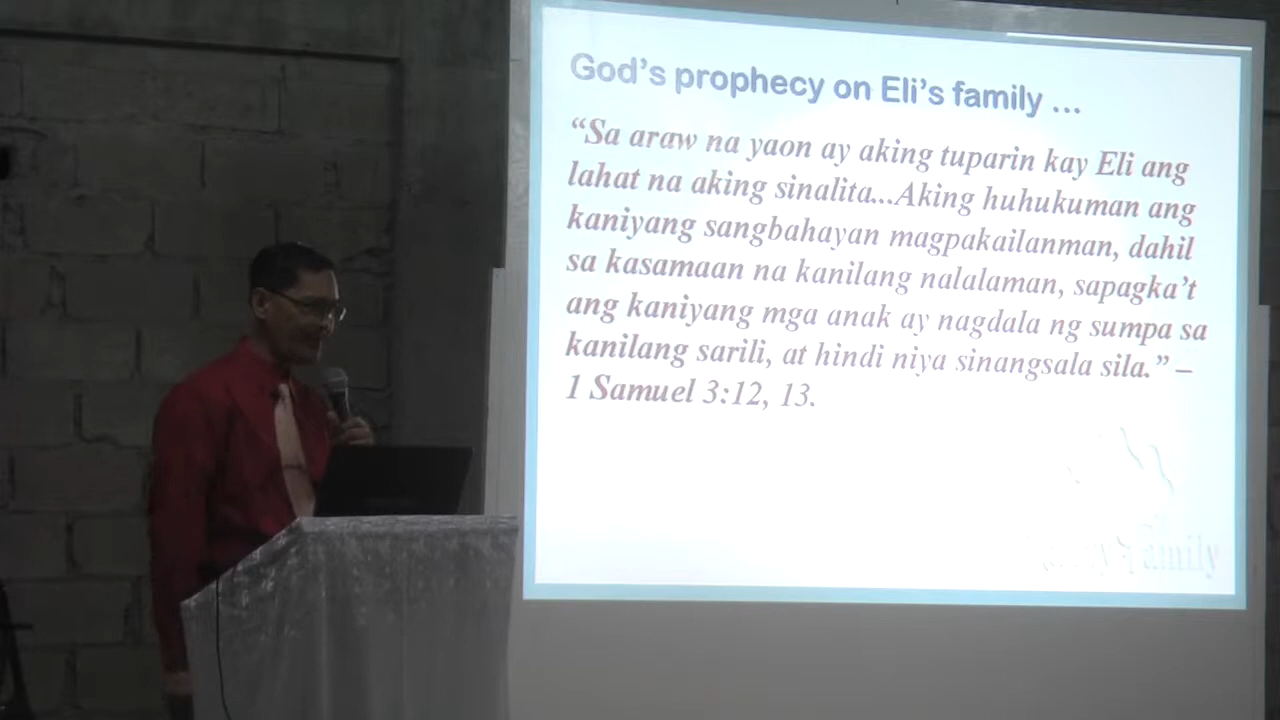 God's prophecy on Eli's family ...
“Sa araw na yaon ay aking tuparin kay Eli ang
lahat na aking sinalita...Aking huhukuman ang
kaniyang sangbahayan magpakailanman, dahil
sa kasamaan na kanilang nalalaman, sapagka’t
ang kaniyang mga anak ay nagdala ng sumpa sa
kanilang sarili, at hindi niya sinangsala sila.” –
1 Samuel 3:12, 13.
Family